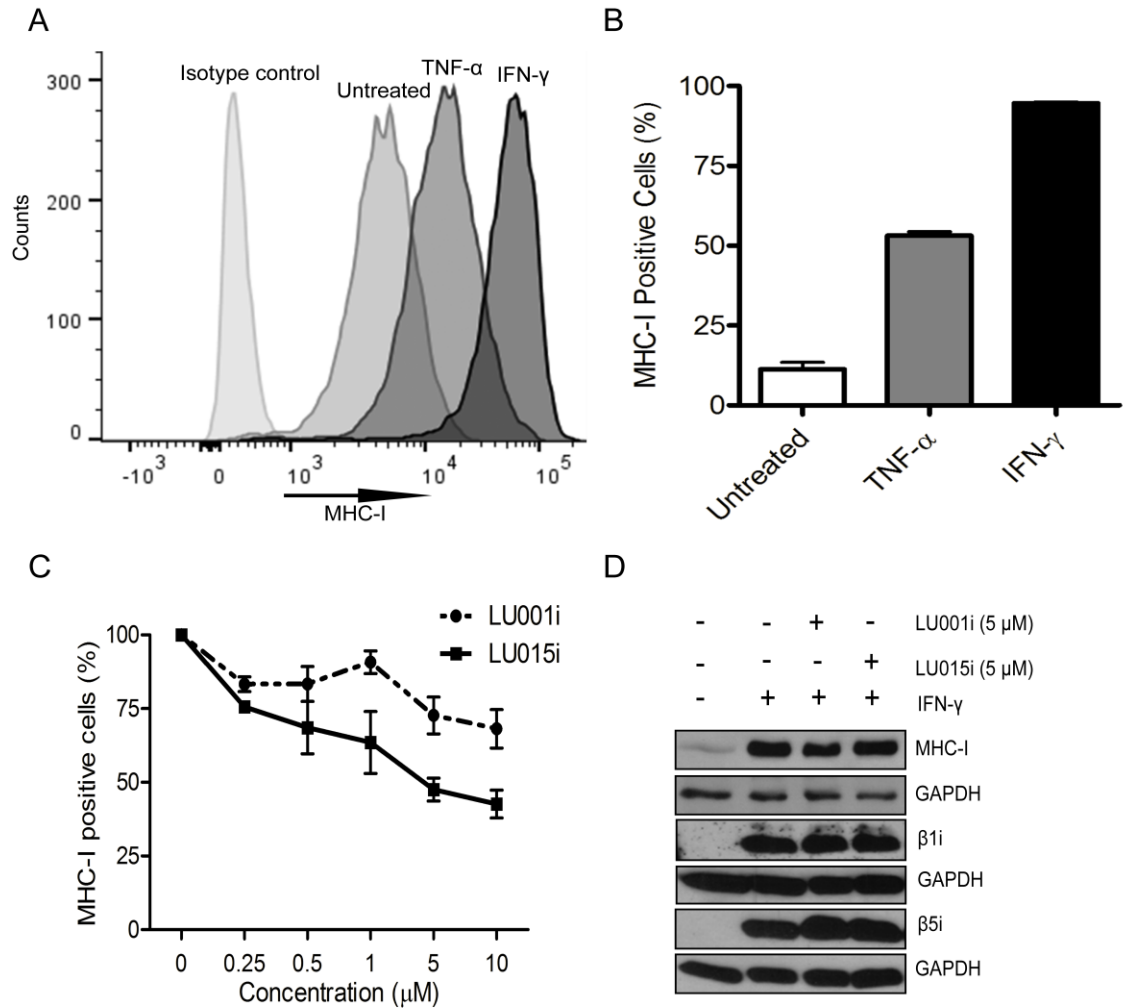 A
Isotype control
Untreated
TNF-α
IFN-γ
Counts
300
200
100
0
-10³ 0 10³ 10⁴ 10⁵
MHC-I
B
MHC-I Positive Cells (%)
100
75
50
25
0
Untreated
TNF-α
IFN-γ
C
LU001i
LU015i
MHC-I positive cells (%)
100
75
50
25
0
0 0.25 0.5 1 5 10
Concentration (µM)
D
- - + - LU001i (5 µM)
- - - + LU015i (5 µM)
- + + + IFN-γ
MHC-I
GAPDH
β1i
GAPDH
β5i
GAPDH